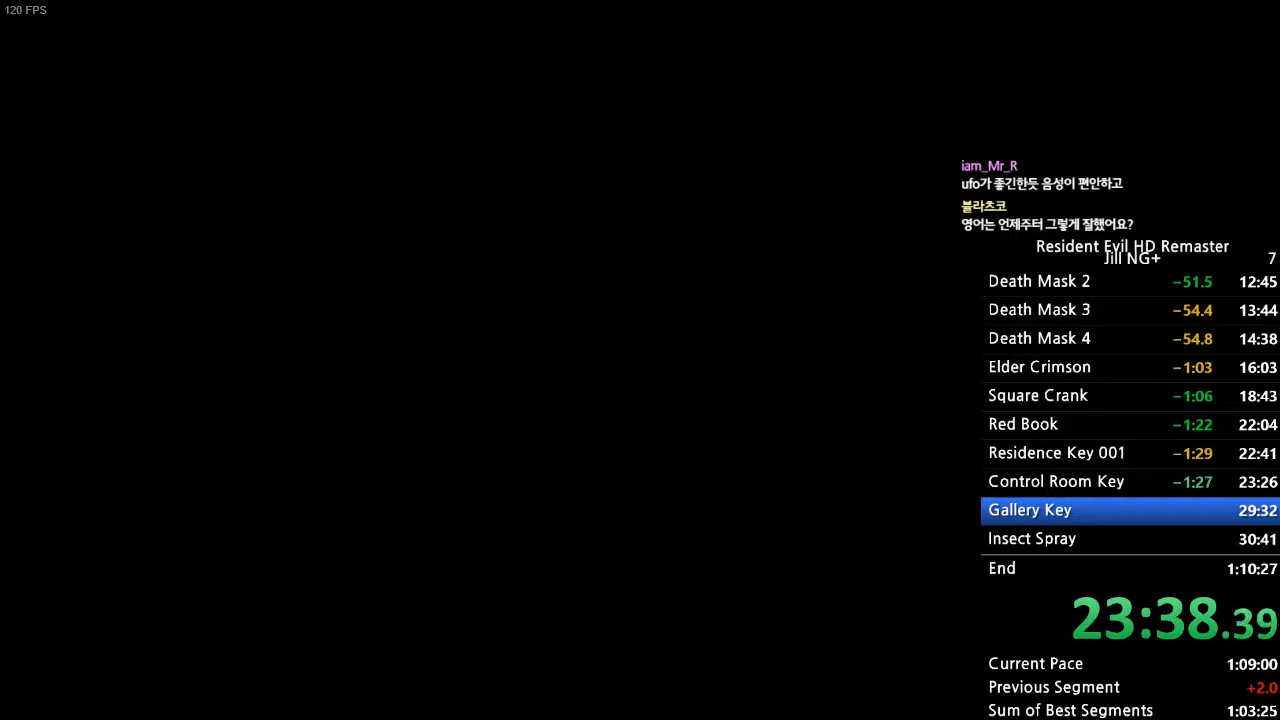 120 FPS
iam_Mr_R
ufo가 좋긴한듯 음성이 편안하고
블라츠코
영어는 언제주터 그렇게 잘했어요?
Resident Evil HD Remaster
Jill NG+ 7
Death Mask 2 -51.5 12:45
Death Mask 3 -54.4 13:44
Death Mask 4 -54.8 14:38
Elder Crimson -1:03 16:03
Square Crank -1:06 18:43
Red Book -1:22 22:04
Residence Key 001 -1:29 22:41
Control Room Key -1:27 23:26
Gallery Key 29:32
Insect Spray 30:41
End 1:10:27
23:38.39
Current Pace 1:09:00
Previous Segment +2.0
Sum of Best Segments 1:03:25